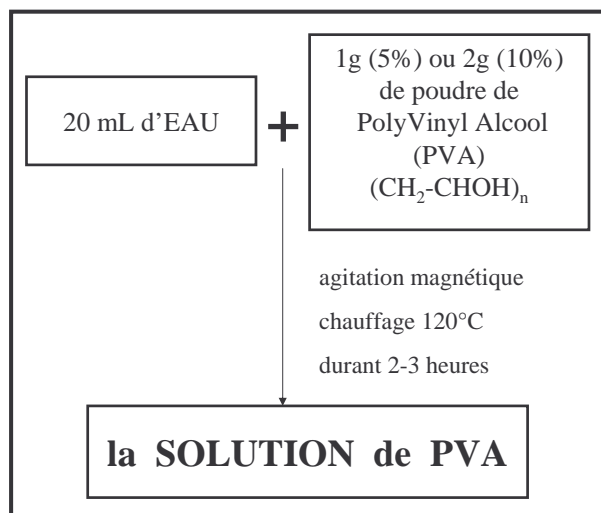 20 mL d'EAU
+
1g (5%) ou 2g (10%)
de poudre de
PolyVinyl Alcool
(PVA)
(CH₂-CHOH)ₙ
agitation magnétique
chauffage 120°C
durant 2-3 heures
la SOLUTION de PVA